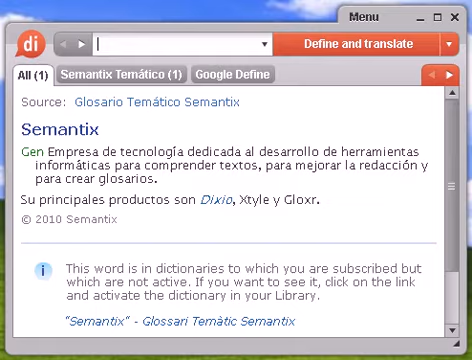 Menu
di
Define and translate
All (1) Semantix Temático (1) Google Define
Source: Glosario Temático Semantix
Semantix
Gen Empresa de tecnología dedicada al desarrollo de herramientas
informáticas para comprender textos, para mejorar la redacción y
para crear glosarios.
Su principales productos son Dixio, Xtyle y Gloxr.
© 2010 Semantix
i
This word is in dictionaries to which you are subscribed but
which are not active. If you want to see it, click on the link
and activate the dictionary in your Library.
"Semantix" - Glossari Temàtic Semantix